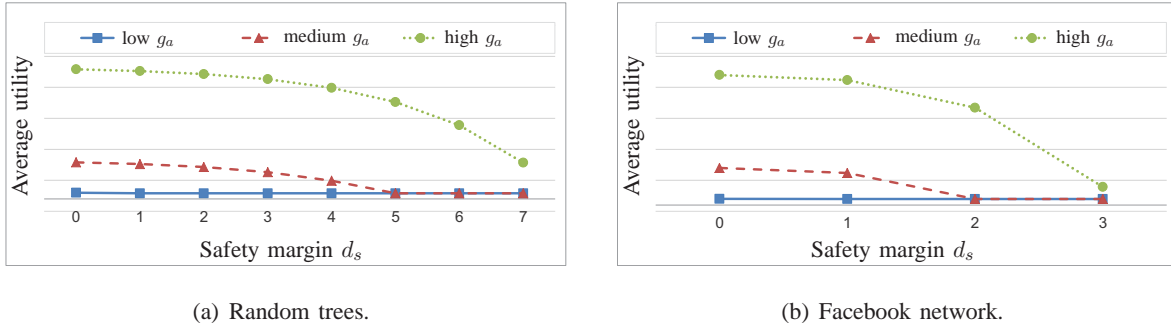 low g_a medium g_a high g_a
Average utility
0 1 2 3 4 5 6 7
Safety margin d_s
(a) Random trees.
low g_a medium g_a high g_a
Average utility
0 1 2 3
Safety margin d_s
(b) Facebook network.